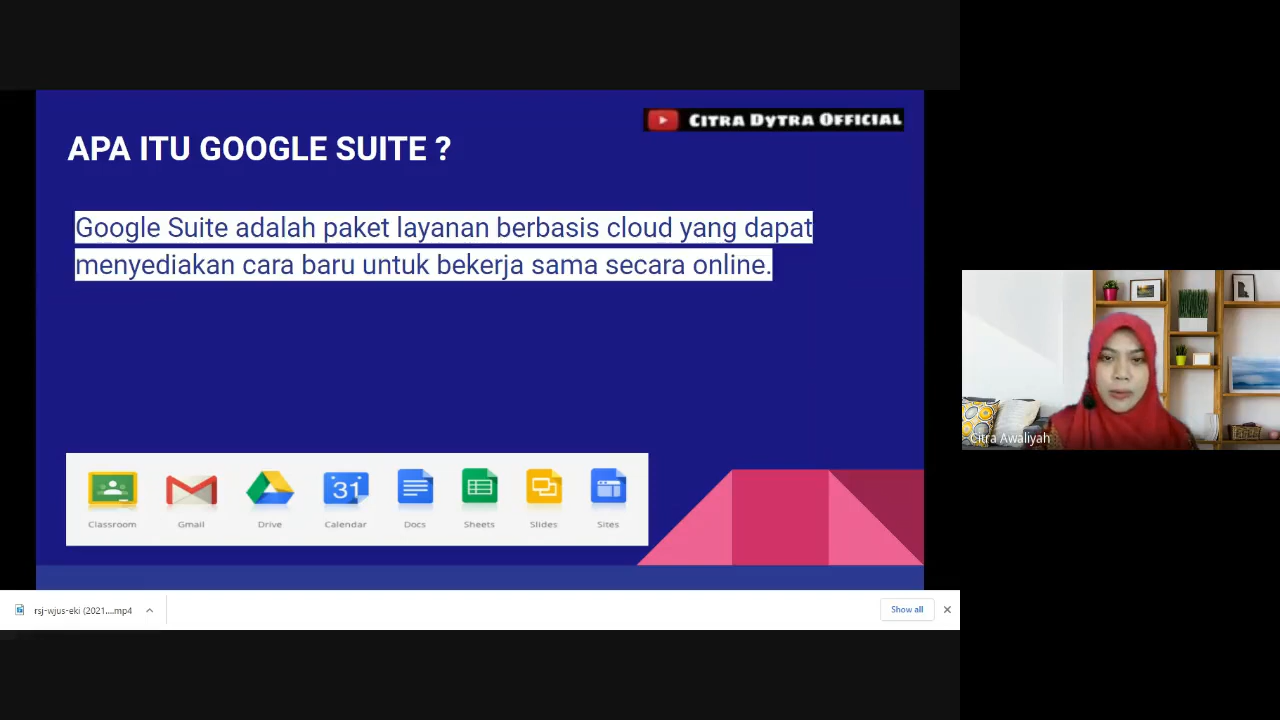 CITRA DYTRA OFFICIAL
APA ITU GOOGLE SUITE ?
Google Suite adalah paket layanan berbasis cloud yang dapat
menyediakan cara baru untuk bekerja sama secara online.
31
Classroom Gmail Drive Calendar Docs Sheets Slides Sites
Citra Awaliyah
rsj-wjus-eki (2021....mp4
Show all